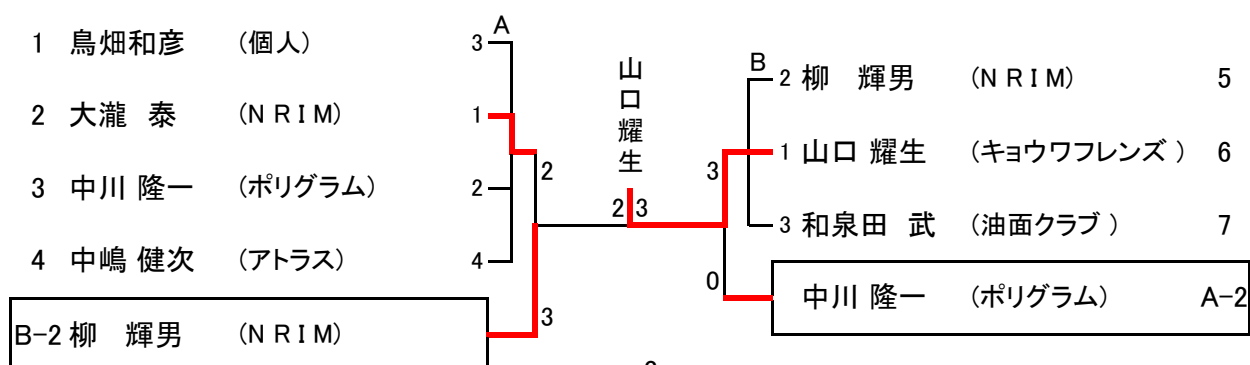 A
1 鳥畑和彦 (個人) 3
2 大瀧 泰 (NRIM) 1
3 中川 隆一 (ポリグラム) 2
4 中嶋 健次 (アトラス) 4
B-2 柳 輝男 (NRIM)
2
3
山口耀生
2 3
3
0
B
2 柳 輝男 (NRIM) 5
1 山口 耀生 (キョウワフレンズ) 6
3 和泉田 武 (油面クラブ) 7
中川 隆一 (ポリグラム) A-2